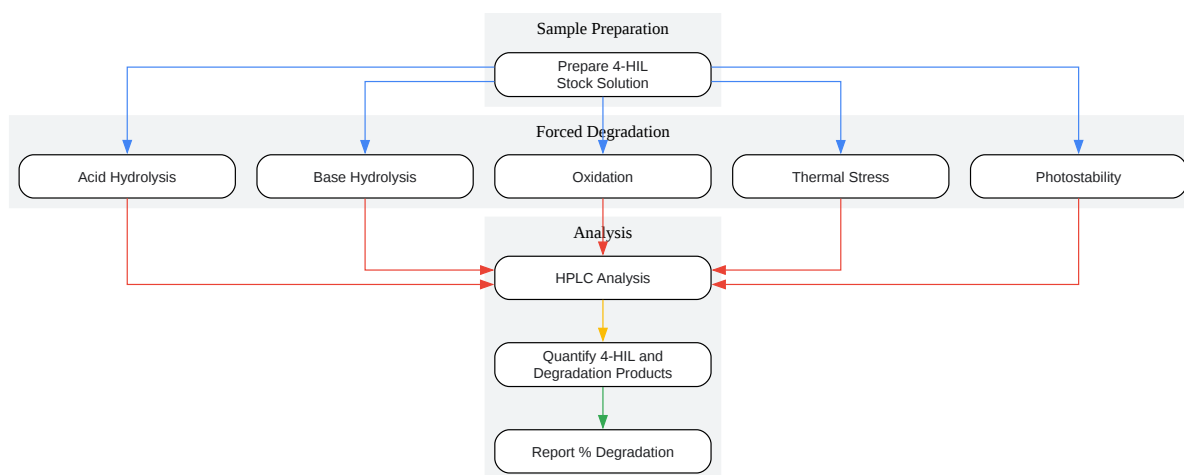 Sample Preparation
Prepare 4-HIL
Stock Solution
Forced Degradation
Acid Hydrolysis
Base Hydrolysis
Oxidation
Thermal Stress
Photostability
Analysis
HPLC Analysis
Quantify 4-HIL and
Degradation Products
Report % Degradation